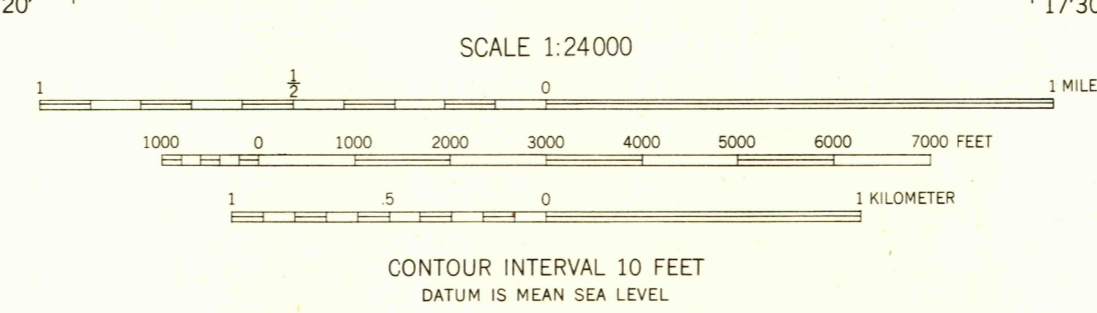 20' 17'30
SCALE 1:24000
1 ½ 0 1 MILE
1000 0 1000 2000 3000 4000 5000 6000 7000 FEET
1 .5 0 1 KILOMETER
CONTOUR INTERVAL 10 FEET
DATUM IS MEAN SEA LEVEL